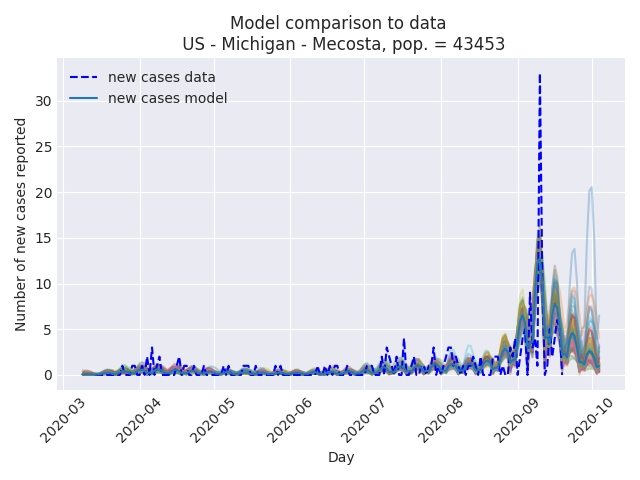 Model comparison to data
US - Michigan - Mecosta, pop. = 43453
new cases data
new cases model
Number of new cases reported
30
25
20
15
10
5
0
2020-03
2020-04
2020-05
2020-06
2020-07
2020-08
2020-09
2020-10
Day